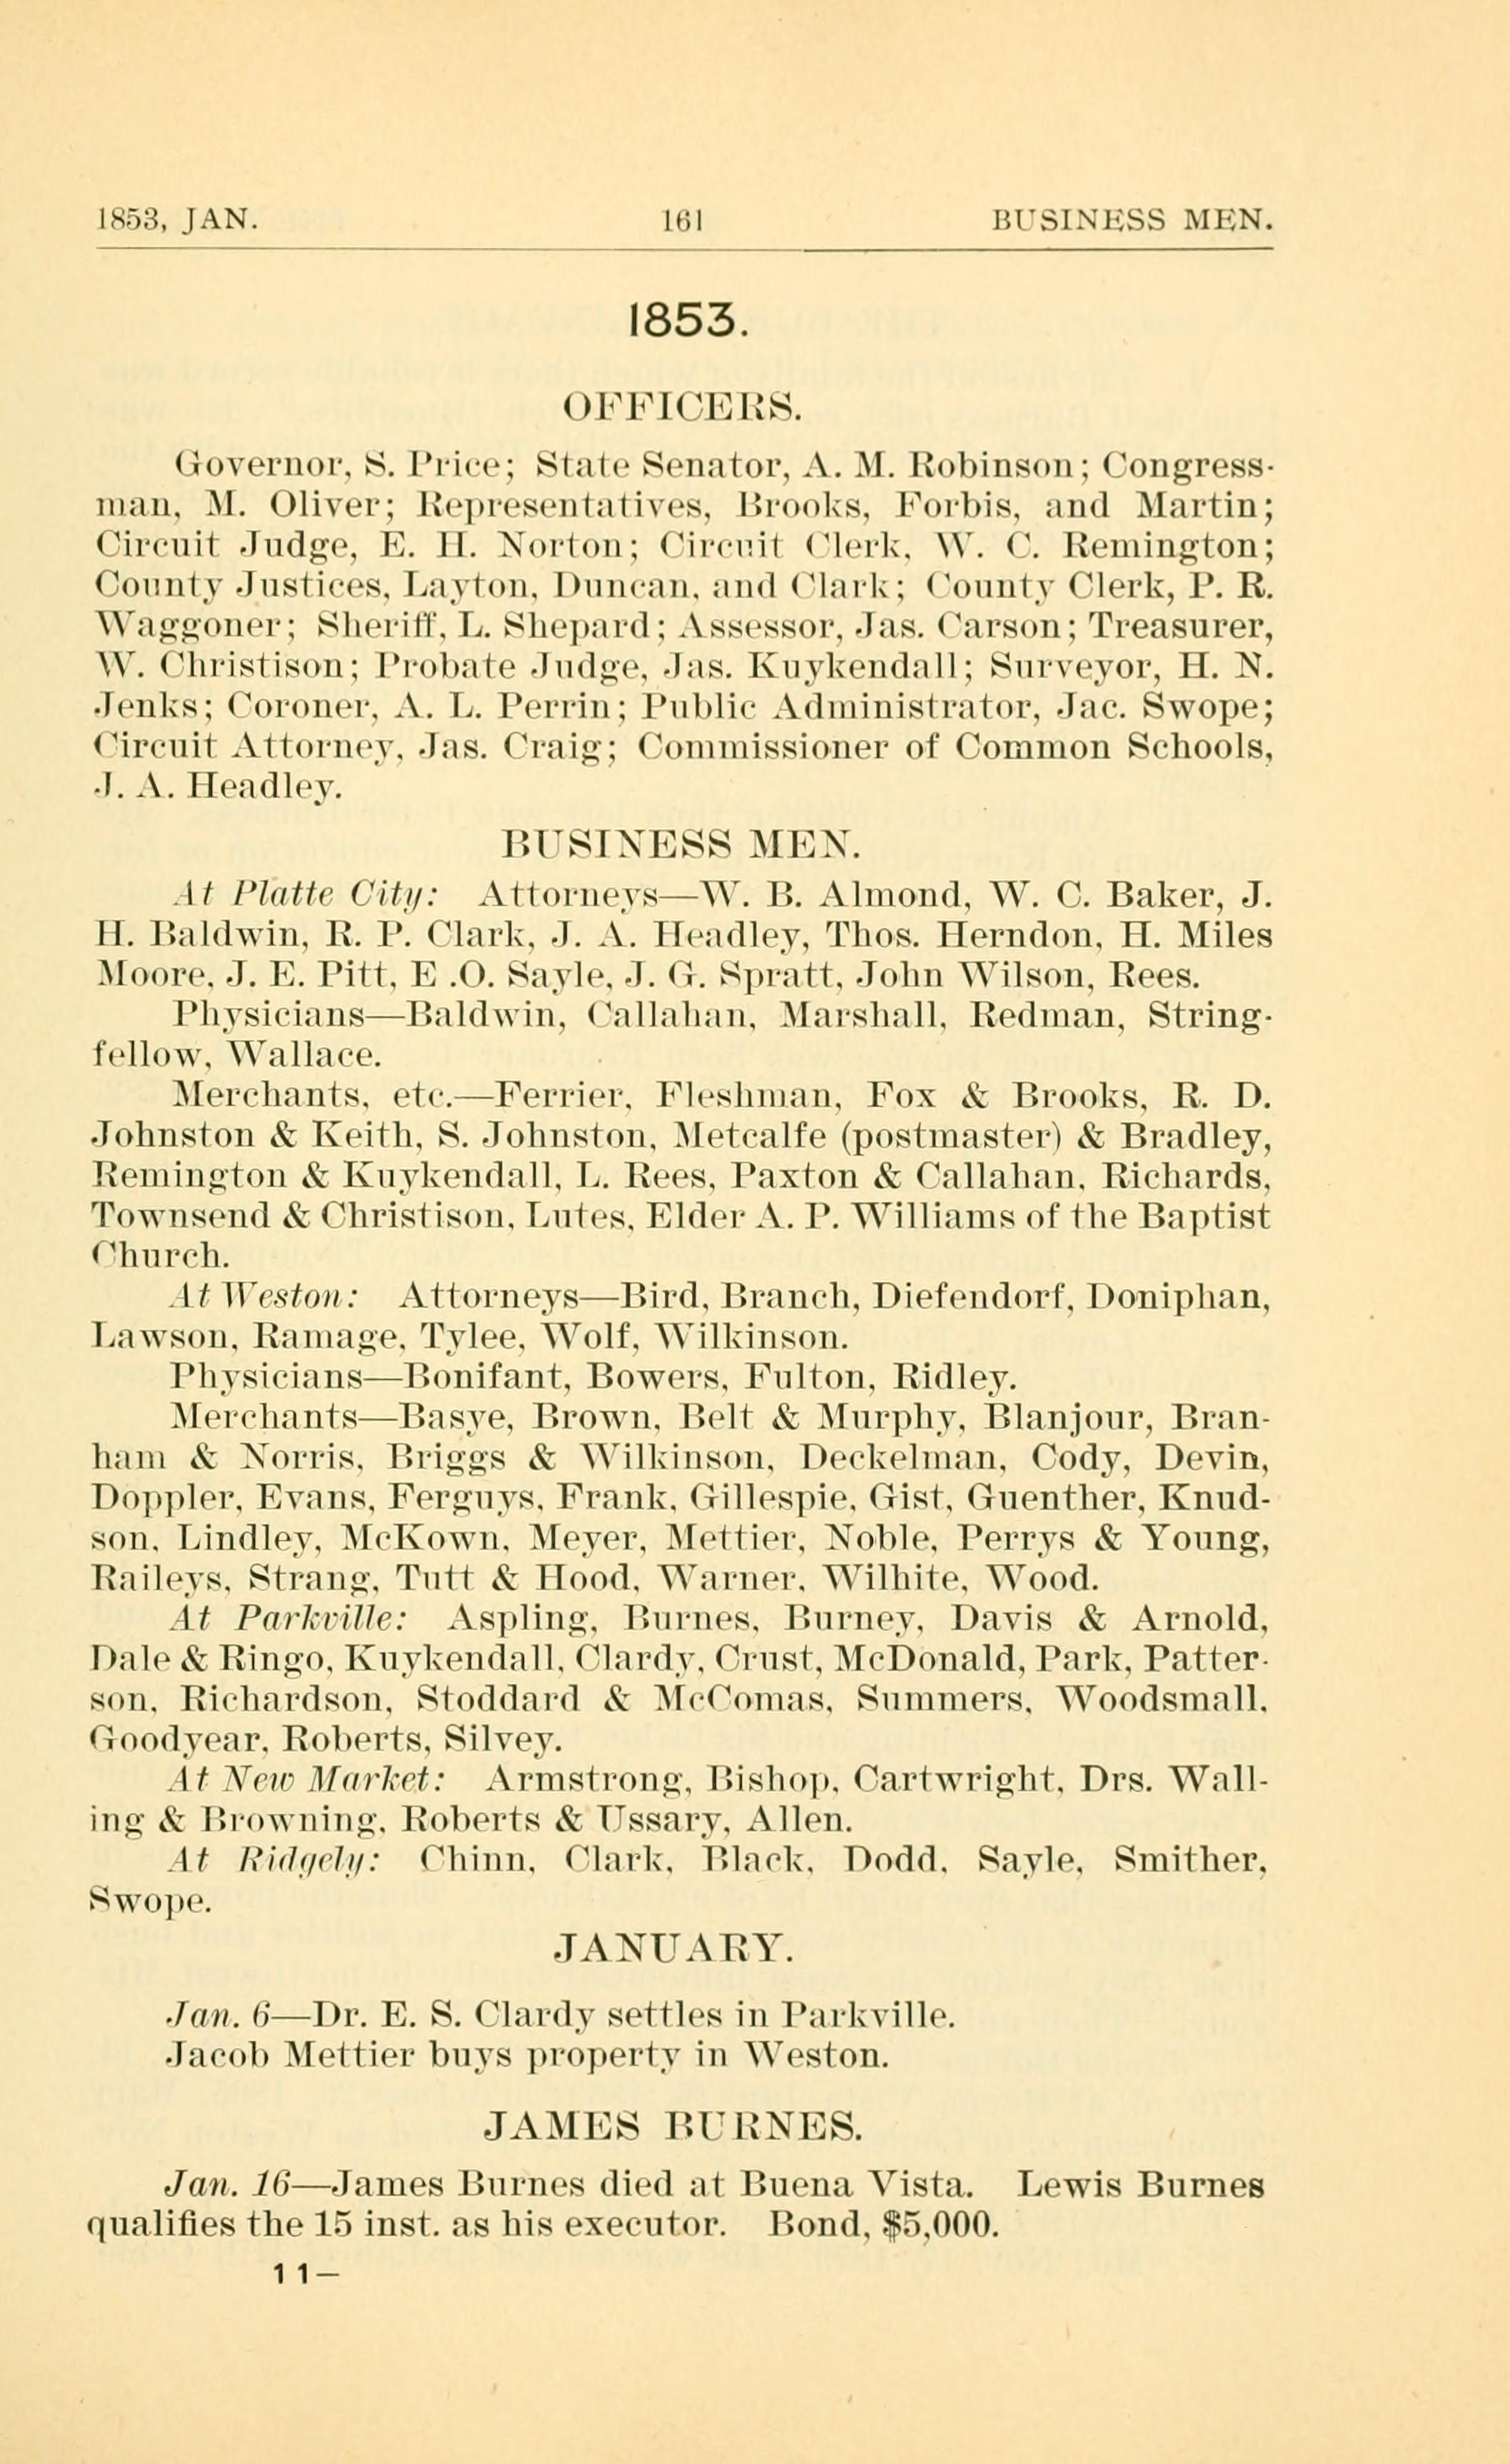 1853, JAN. 161 BUSINESS MEN.
1853.
OFFICERS.
Governor, S. Price; State Senator, A. M. Robinson; Congress-
man, M. Oliver; Representatives, Brooks, Forbis, and Martin;
Circuit Judge, E. H. Norton; Circuit Clerk, W. C. Remington;
County Justices, Layton, Duncan, and Clark; County Clerk, P. R.
Waggoner; Sheriff, L. Shepard; Assessor, Jas. Carson; Treasurer,
W. Christison; Probate Judge, Jas. Kuykendall; Surveyor, H. N.
Jenks; Coroner, A. L. Perrin; Public Administrator, Jac. Swope;
Circuit Attorney, Jas. Craig; Commissioner of Common Schools,
J. A. Headley.
BUSINESS MEN.
At Platte City: Attorneys—W. B. Almond, W. C. Baker, J.
H. Baldwin, R. P. Clark, J. A. Headley, Thos. Herndon, H. Miles
Moore, J. E. Pitt, E .O. Sayle, J. G. Spratt, John Wilson, Rees.
Physicians—Baldwin, Callahan, Marshall, Redman, String-
fellow, Wallace.
Merchants, etc.—Ferrier, Fleshman, Fox & Brooks, R. D.
Johnston & Keith, S. Johnston, Metcalfe (postmaster) & Bradley,
Remington & Kuykendall, L. Rees, Paxton & Callahan, Richards,
Townsend & Christison, Lutes, Elder A. P. Williams of the Baptist
Church.
At Weston: Attorneys—Bird, Branch, Diefendorf, Doniphan,
Lawson, Ramage, Tylee, Wolf, Wilkinson.
Physicians—Bonifant, Bowers, Fulton, Ridley.
Merchants—Basye, Brown, Belt & Murphy, Blanjour, Bran-
ham & Norris, Briggs & Wilkinson, Deckelman, Cody, Devin,
Doppler, Evans, Ferguys, Frank, Gillespie, Gist, Guenther, Knud-
son, Lindley, McKown, Meyer, Mettier, Noble, Perrys & Young,
Raileys, Strang, Tutt & Hood, Warner, Wilhite, Wood.
At Parkville: Aspling, Burnes, Burney, Davis & Arnold,
Dale & Ringo, Kuykendall, Clardy, Crust, McDonald, Park, Patter-
son, Richardson, Stoddard & McComas, Summers, Woodsmall,
Goodyear, Roberts, Silvey.
At New Market: Armstrong, Bishop, Cartwright, Drs. Wall-
ing & Browning, Roberts & Ussary, Allen.
At Ridgely: Chinn, Clark, Black, Dodd, Sayle, Smither,
Swope.
JANUARY.
Jan. 6—Dr. E. S. Clardy settles in Parkville.
Jacob Mettier buys property in Weston.
JAMES BURNES.
Jan. 16—James Burnes died at Buena Vista. Lewis Burnes
qualifies the 15 inst. as his executor. Bond, $5,000.
11—